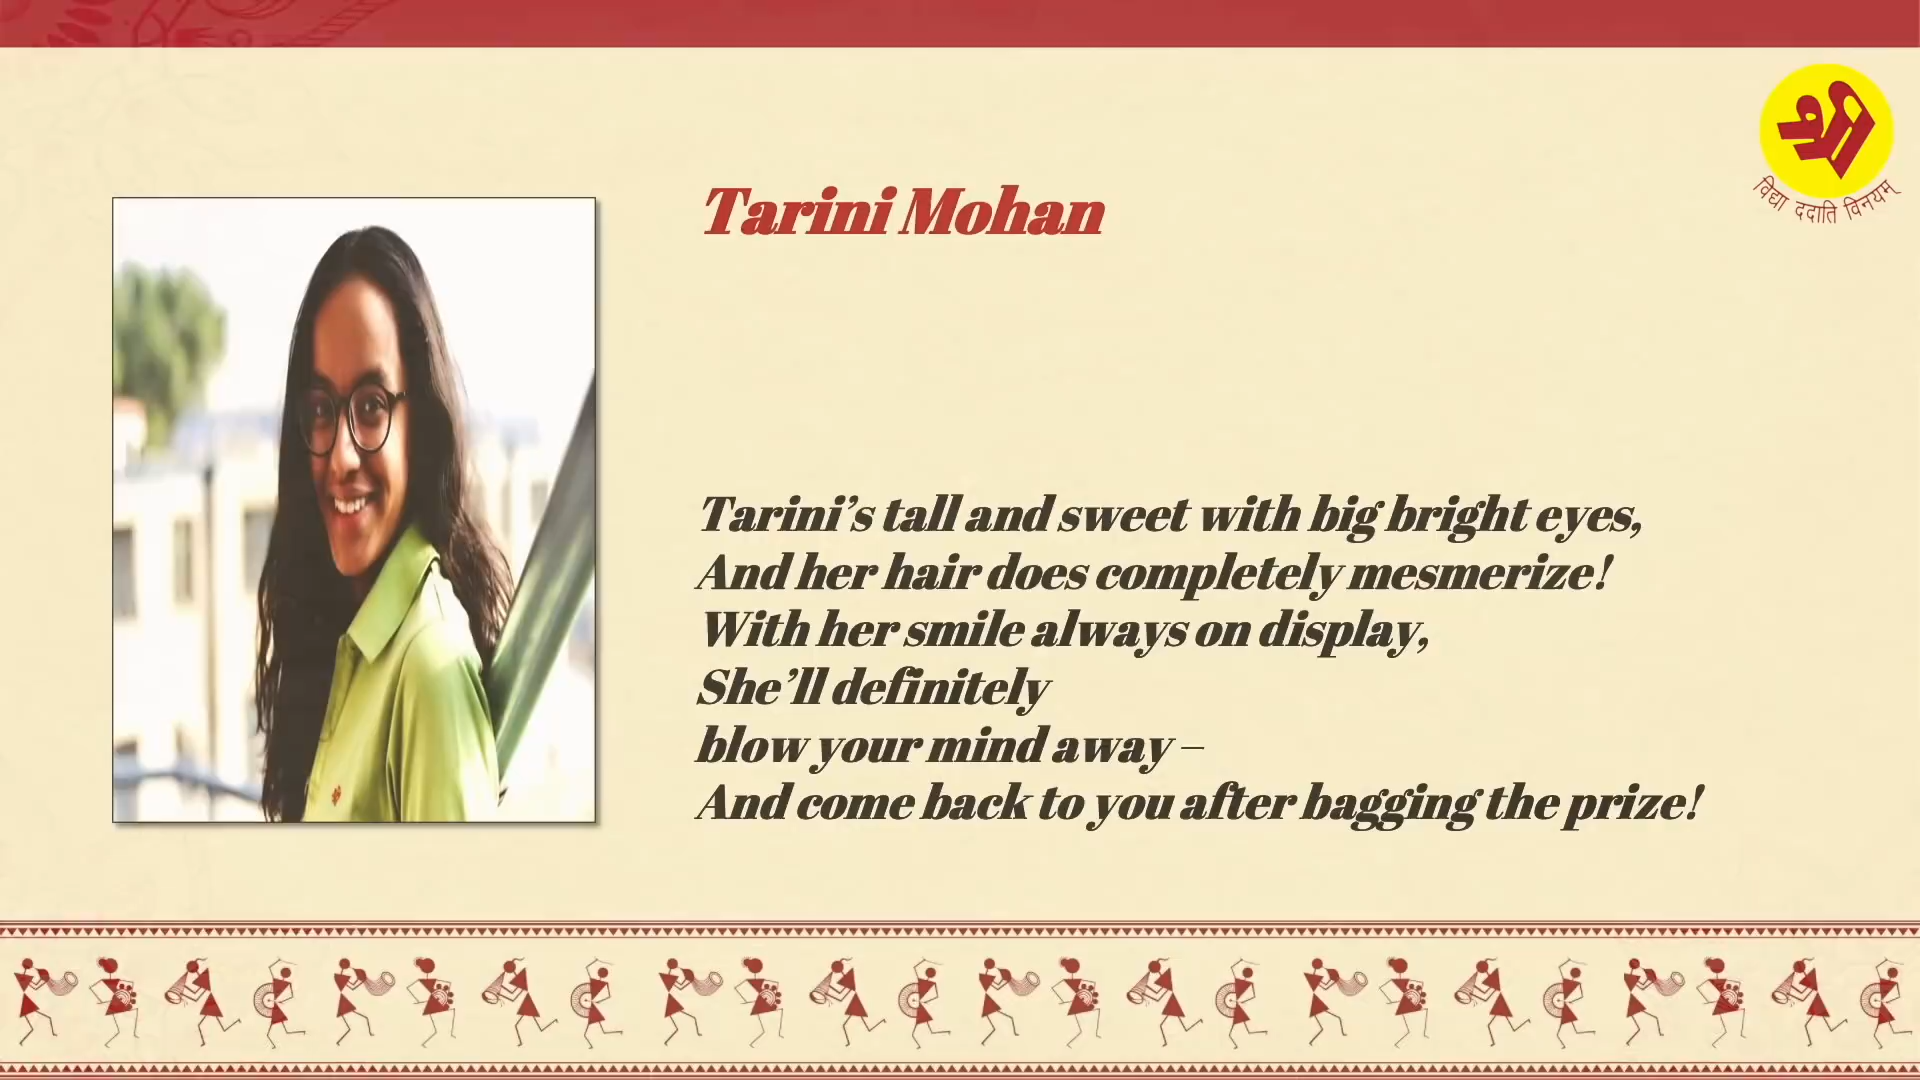 श्री
विद्या ददाति विनयम्
Tarini Mohan
Tarini’s tall and sweet with big bright eyes,
And her hair does completely mesmerize!
With her smile always on display,
She’ll definitely
blow your mind away –
And come back to you after bagging the prize!